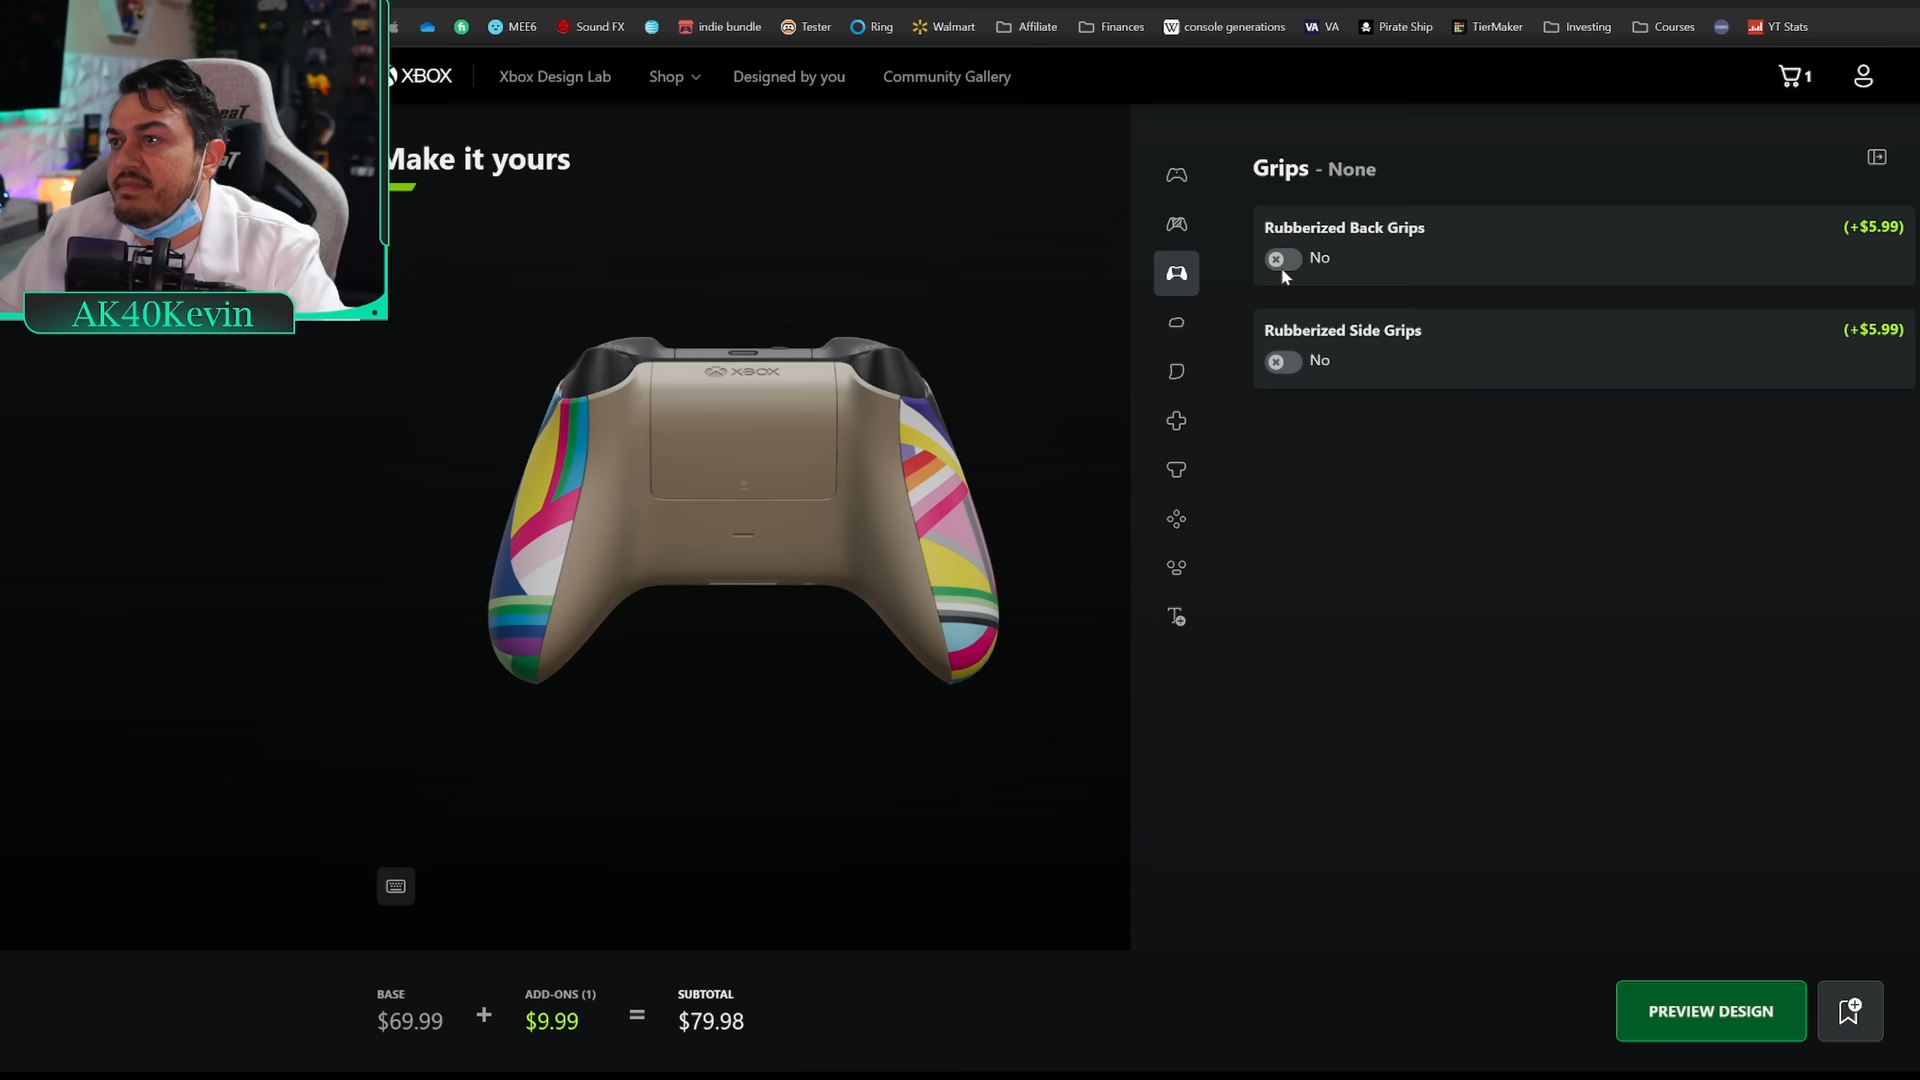 MEE6 Sound FX indie bundle Tester Ring Walmart Affiliate Finances console generations VA VA Pirate Ship TierMaker Investing Courses YT Stats
XBOX Xbox Design Lab Shop Designed by you Community Gallery 1
Make it yours
AK40Kevin
Grips - None
Rubberized Back Grips (+$5.99)
No
Rubberized Side Grips (+$5.99)
No
XBOX
BASE ADD-ONS (1) SUBTOTAL
$69.99 + $9.99 = $79.98
PREVIEW DESIGN